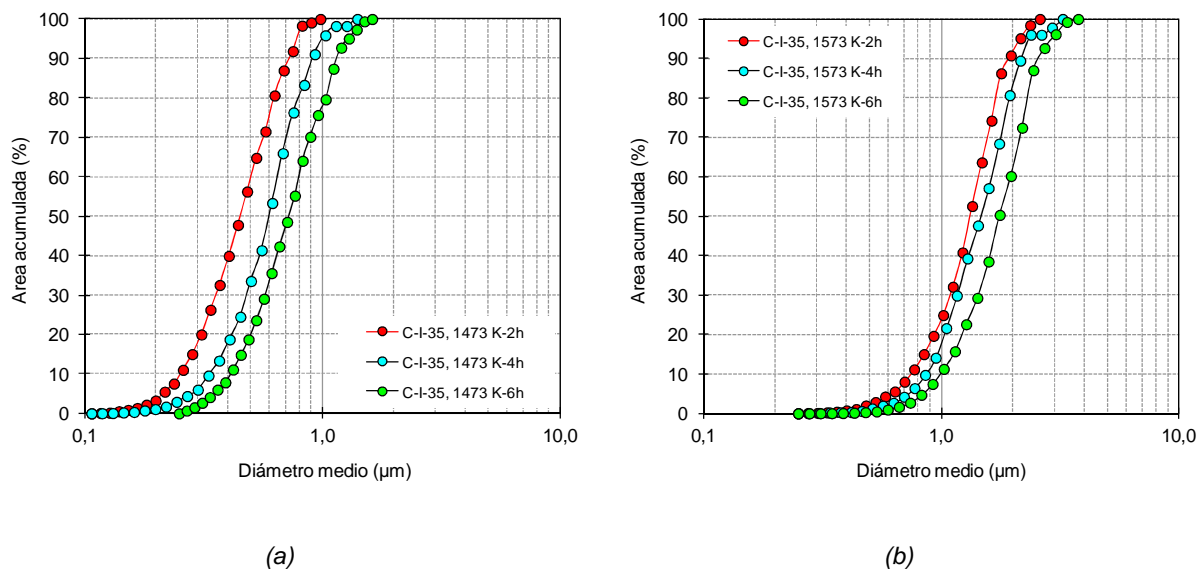 100
90
80
70
60
50
40
30
20
10
0
Area acumulada (%)
C-I-35, 1473 K-2h
C-I-35, 1473 K-4h
C-I-35, 1473 K-6h
0,1
1,0
10,0
Diámetro medio (µm)
(a)
100
90
80
70
60
50
40
30
20
10
0
Area acumulada (%)
C-I-35, 1573 K-2h
C-I-35, 1573 K-4h
C-I-35, 1573 K-6h
0,1
1,0
10,0
Diámetro medio (µm)
(b)